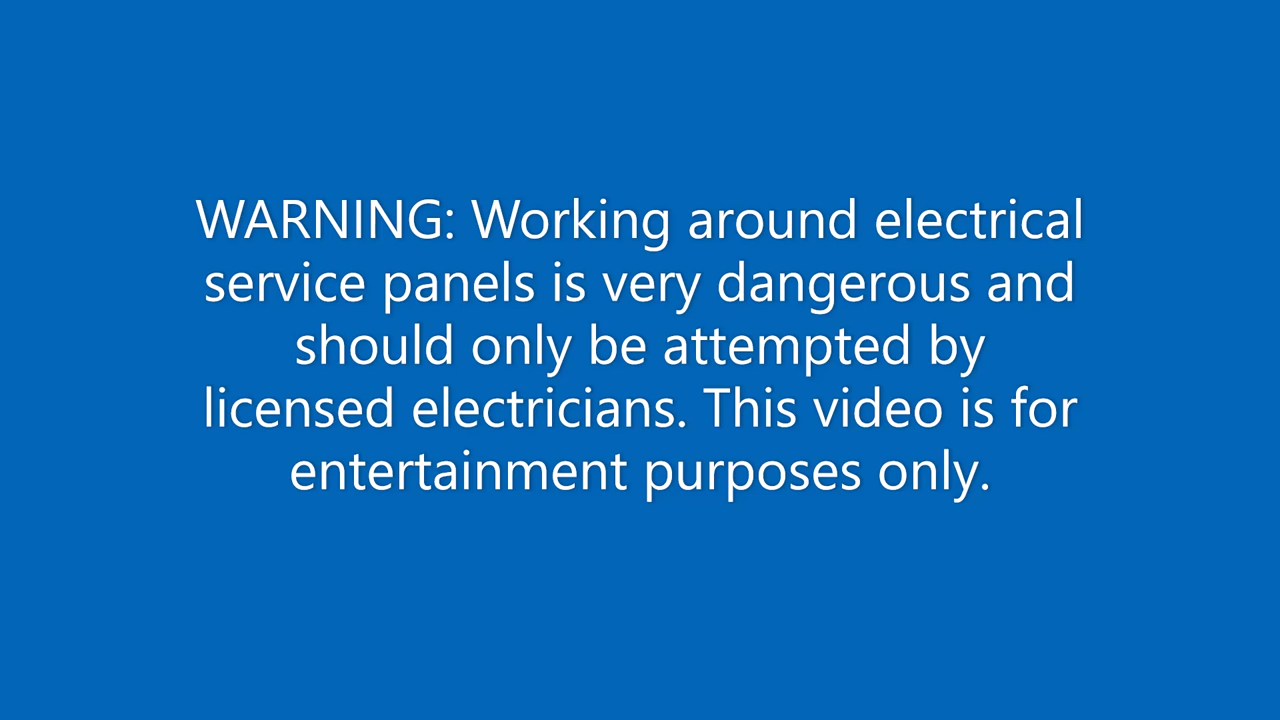 WARNING: Working around electrical
service panels is very dangerous and
should only be attempted by
licensed electricians. This video is for
entertainment purposes only.